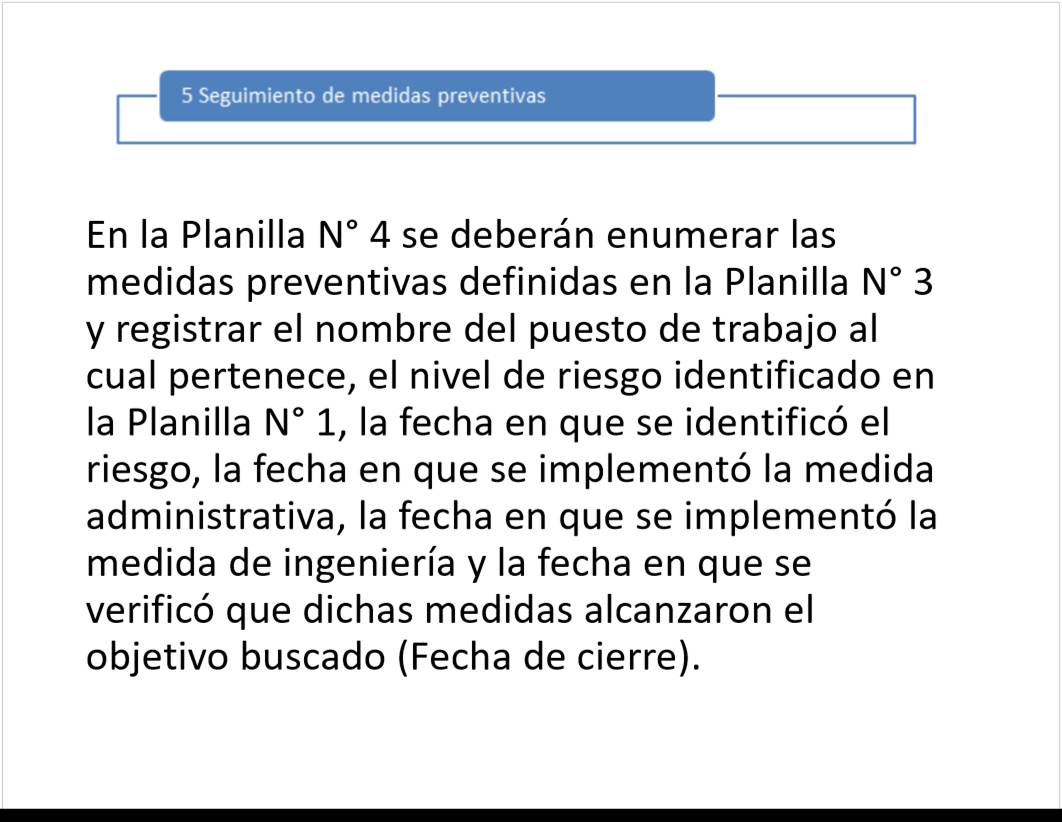 5 Seguimiento de medidas preventivas
En la Planilla N° 4 se deberán enumerar las
medidas preventivas definidas en la Planilla N° 3
y registrar el nombre del puesto de trabajo al
cual pertenece, el nivel de riesgo identificado en
la Planilla N° 1, la fecha en que se identificó el
riesgo, la fecha en que se implementó la medida
administrativa, la fecha en que se implementó la
medida de ingeniería y la fecha en que se
verificó que dichas medidas alcanzaron el
objetivo buscado (Fecha de cierre).